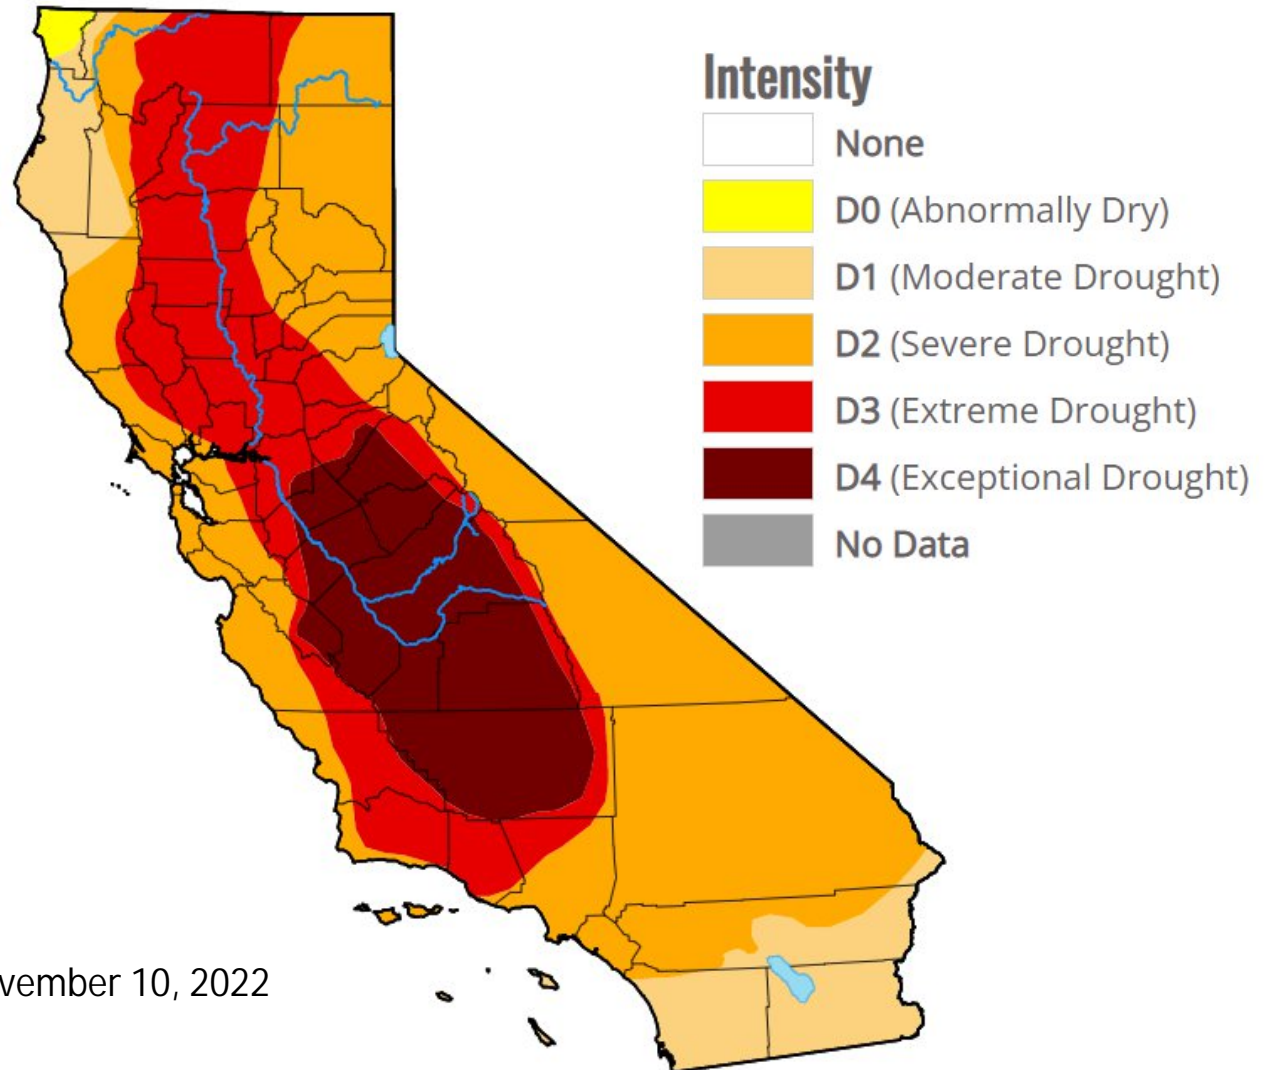 Intensity
None
D0 (Abnormally Dry)
D1 (Moderate Drought)
D2 (Severe Drought)
D3 (Extreme Drought)
D4 (Exceptional Drought)
No Data
vember 10, 2022